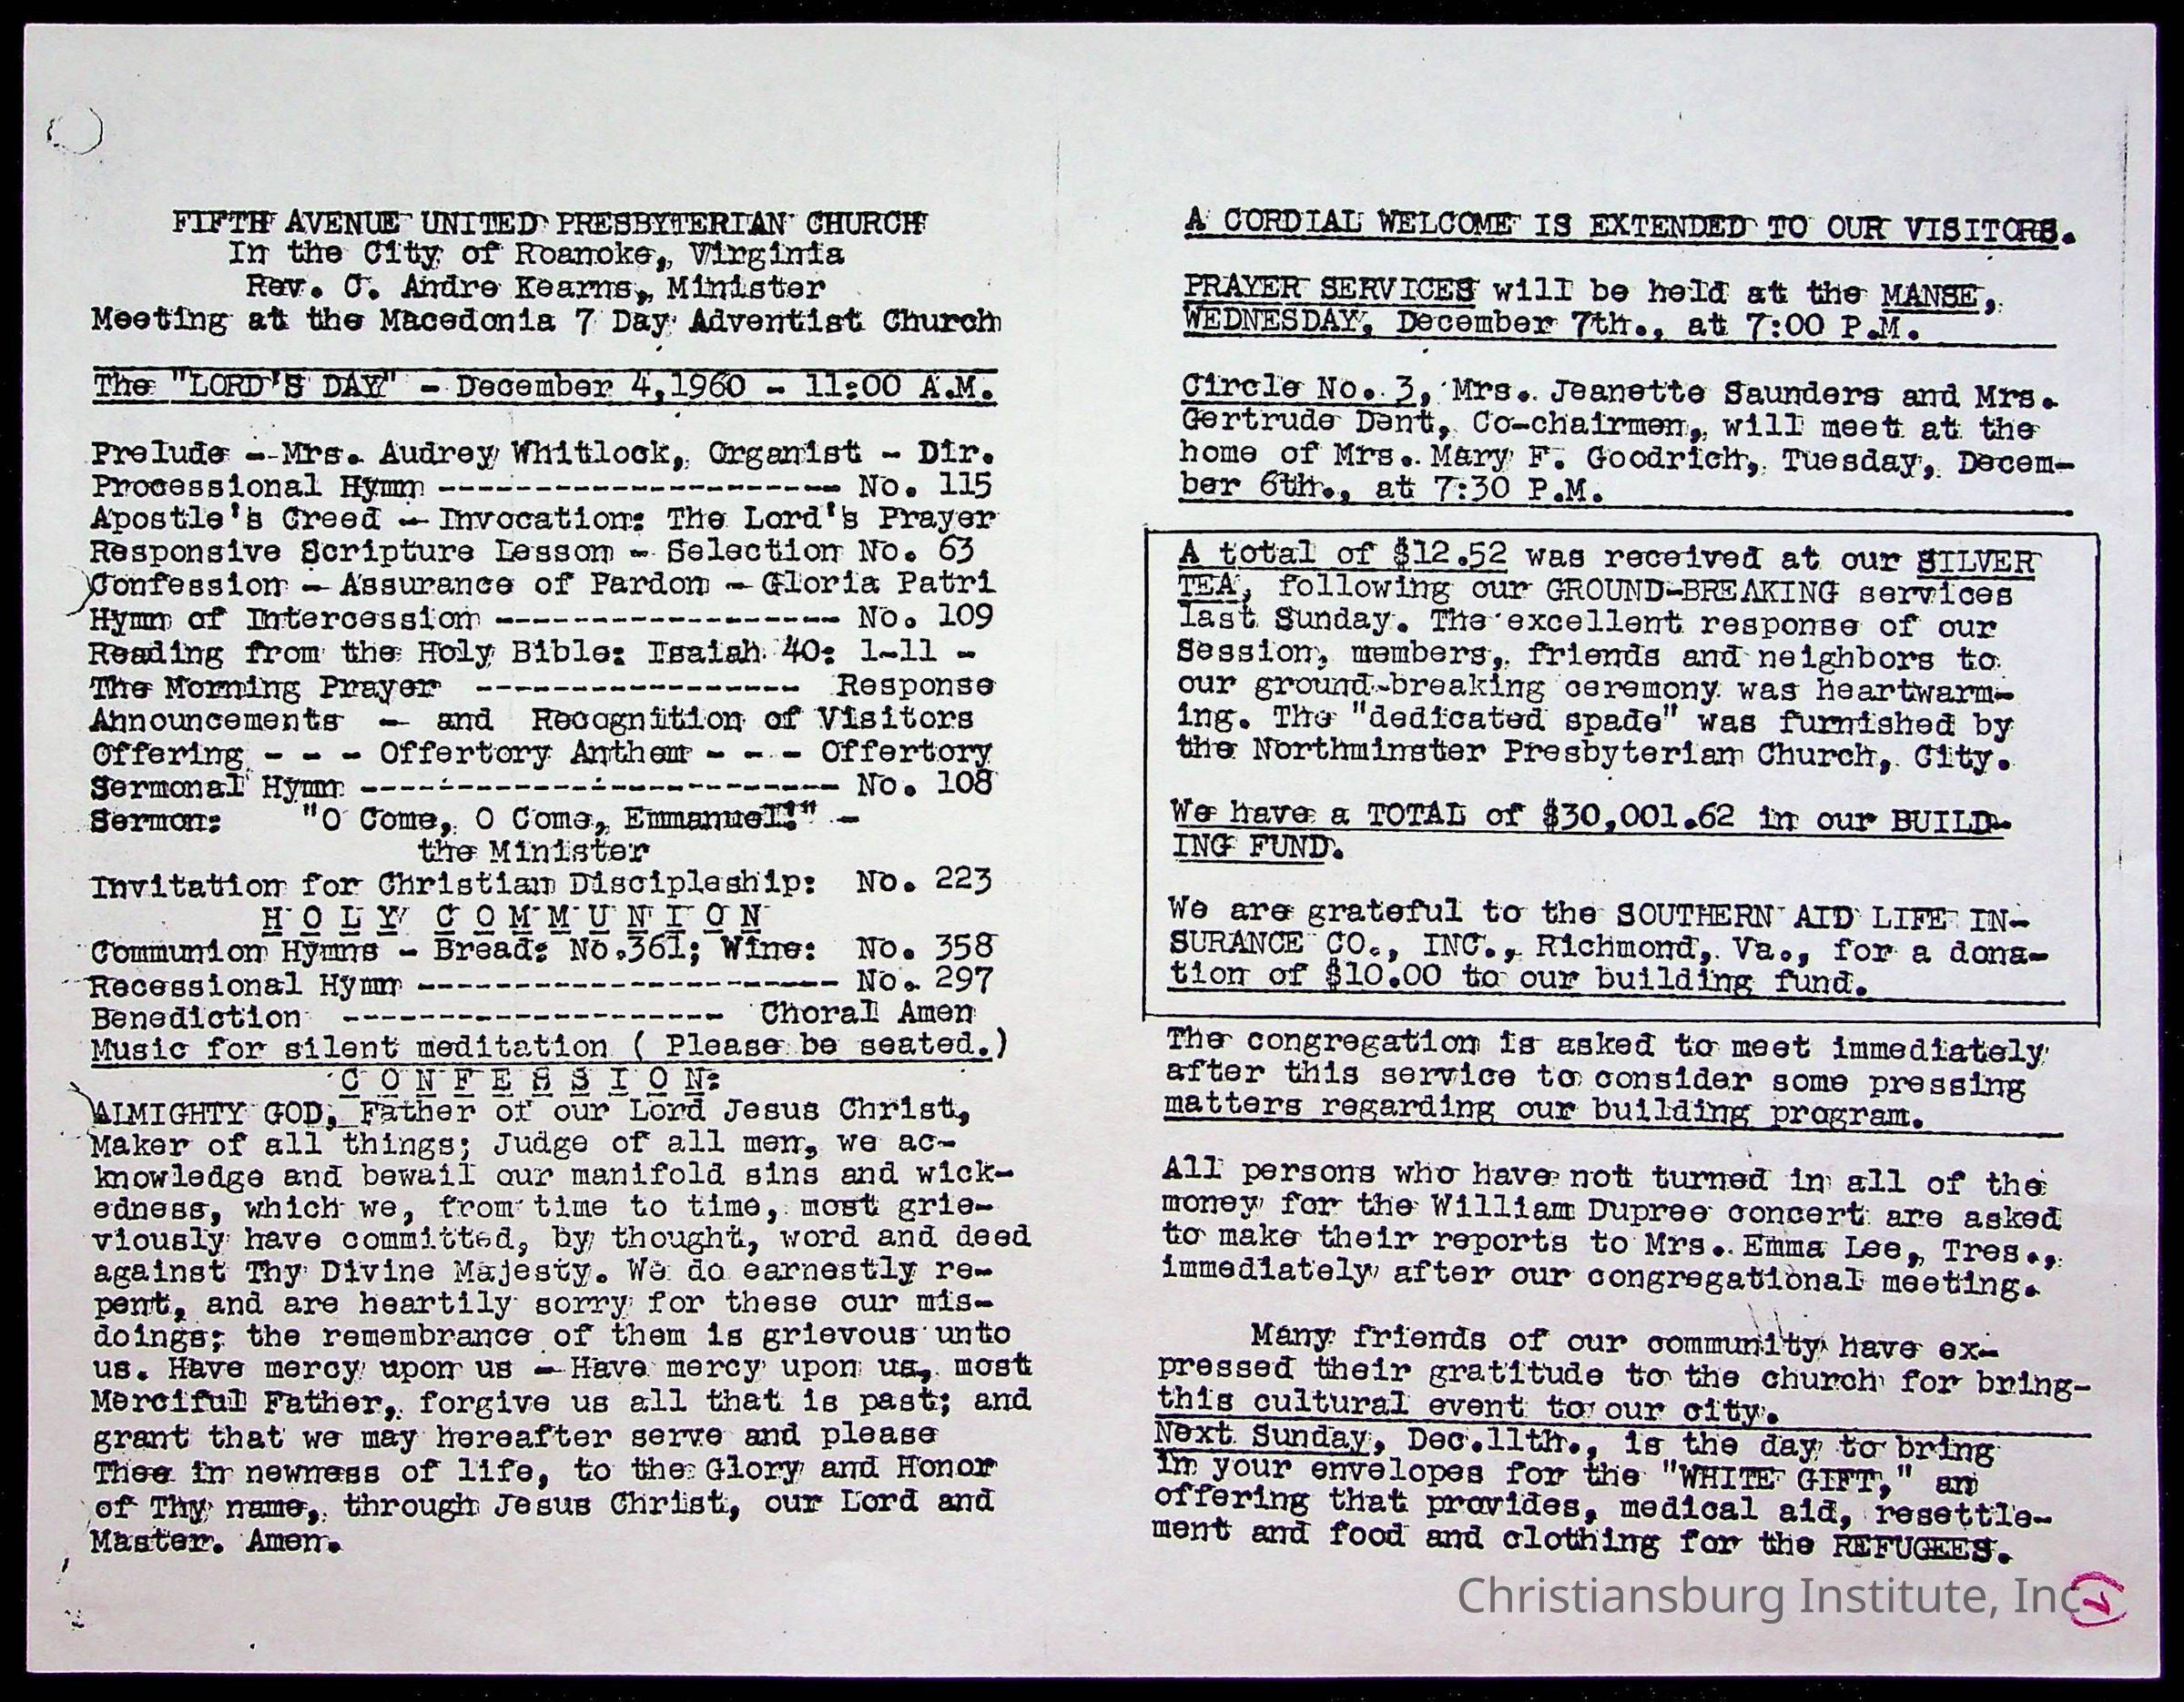 FIFTH AVENUE UNITED PRESBYTERIAN CHURCH
In the City of Roanoke, Virginia
Rev. C. Andre Kearns, Minister
Meeting at the Macedonia 7 Day Adventist Church
The "LORD'S DAY" - December 4,1960 - 11:00 A.M.
Prelude - Mrs. Audrey Whitlock, Organist - Dir.
Processional Hymn --------------------- No. 115
Apostle's Creed - Invocation: The Lord's Prayer
Responsive Scripture Lesson - Selection No. 63
Confession - Assurance of Pardon - Gloria Patri
Hymn of Intercession ------------------ No. 109
Reading from the Holy Bible: Isaiah 40: 1-11 -
The Morning Prayer ----------------- Response
Announcements - and Recognition of Visitors
Offering - - - Offertory Anthem - - - Offertory
Sermonal Hymn ------------------------- No. 108
Sermon: "O Come, O Come, Emmanuel!" -
the Minister
Invitation for Christian Discipleship: No. 223
H O L Y C O M M U N I O N
Communion Hymns - Bread: No.361; Wine: No. 358
Recessional Hymn ---------------------- No. 297
Benediction -------------------- Choral Amen
Music for silent meditation ( Please be seated.)
C O N F E S S I O N:
ALMIGHTY GOD, Father of our Lord Jesus Christ,
Maker of all things; Judge of all men, we ac-
knowledge and bewail our manifold sins and wick-
edness, which we, from time to time, most grie-
viously have committed, by thought, word and deed
against Thy Divine Majesty. We do earnestly re-
pent, and are heartily sorry for these our mis-
doings; the remembrance of them is grievous unto
us. Have mercy upon us - Have mercy upon us, most
Merciful Father, forgive us all that is past; and
grant that we may hereafter serve and please
Thee in newness of life, to the Glory and Honor
of Thy name, through Jesus Christ, our Lord and
Master. Amen.
A CORDIAL WELCOME IS EXTENDED TO OUR VISITORS.
PRAYER SERVICES will be held at the MANSE,
WEDNESDAY, December 7th., at 7:00 P.M.
Circle No. 3, Mrs. Jeanette Saunders and Mrs.
Gertrude Dent, Co-chairmen, will meet at the
home of Mrs. Mary F. Goodrich, Tuesday, Decem-
ber 6th., at 7:30 P.M.
A total of $12.52 was received at our SILVER
TEA, following our GROUND-BREAKING services
last Sunday. The excellent response of our
Session, members, friends and neighbors to
our ground-breaking ceremony was heartwarm-
ing. The "dedicated spade" was furnished by
the Northminster Presbyterian Church, City.
We have a TOTAL of $30,001.62 in our BUILD-
ING FUND.
We are grateful to the SOUTHERN AID LIFE IN-
SURANCE CO., INC., Richmond, Va., for a dona-
tion of $10.00 to our building fund.
The congregation is asked to meet immediately
after this service to consider some pressing
matters regarding our building program.
All persons who have not turned in all of the
money for the William Dupree concert are asked
to make their reports to Mrs. Emma Lee, Tres.,
immediately after our congregational meeting.
Many friends of our community have ex-
pressed their gratitude to the church for bring-
this cultural event to our city.
Next Sunday, Dec.11th., is the day to bring
in your envelopes for the "WHITE GIFT," an
offering that provides, medical aid, resettle-
ment and food and clothing for the REFUGEES.
Christiansburg Institute, Inc